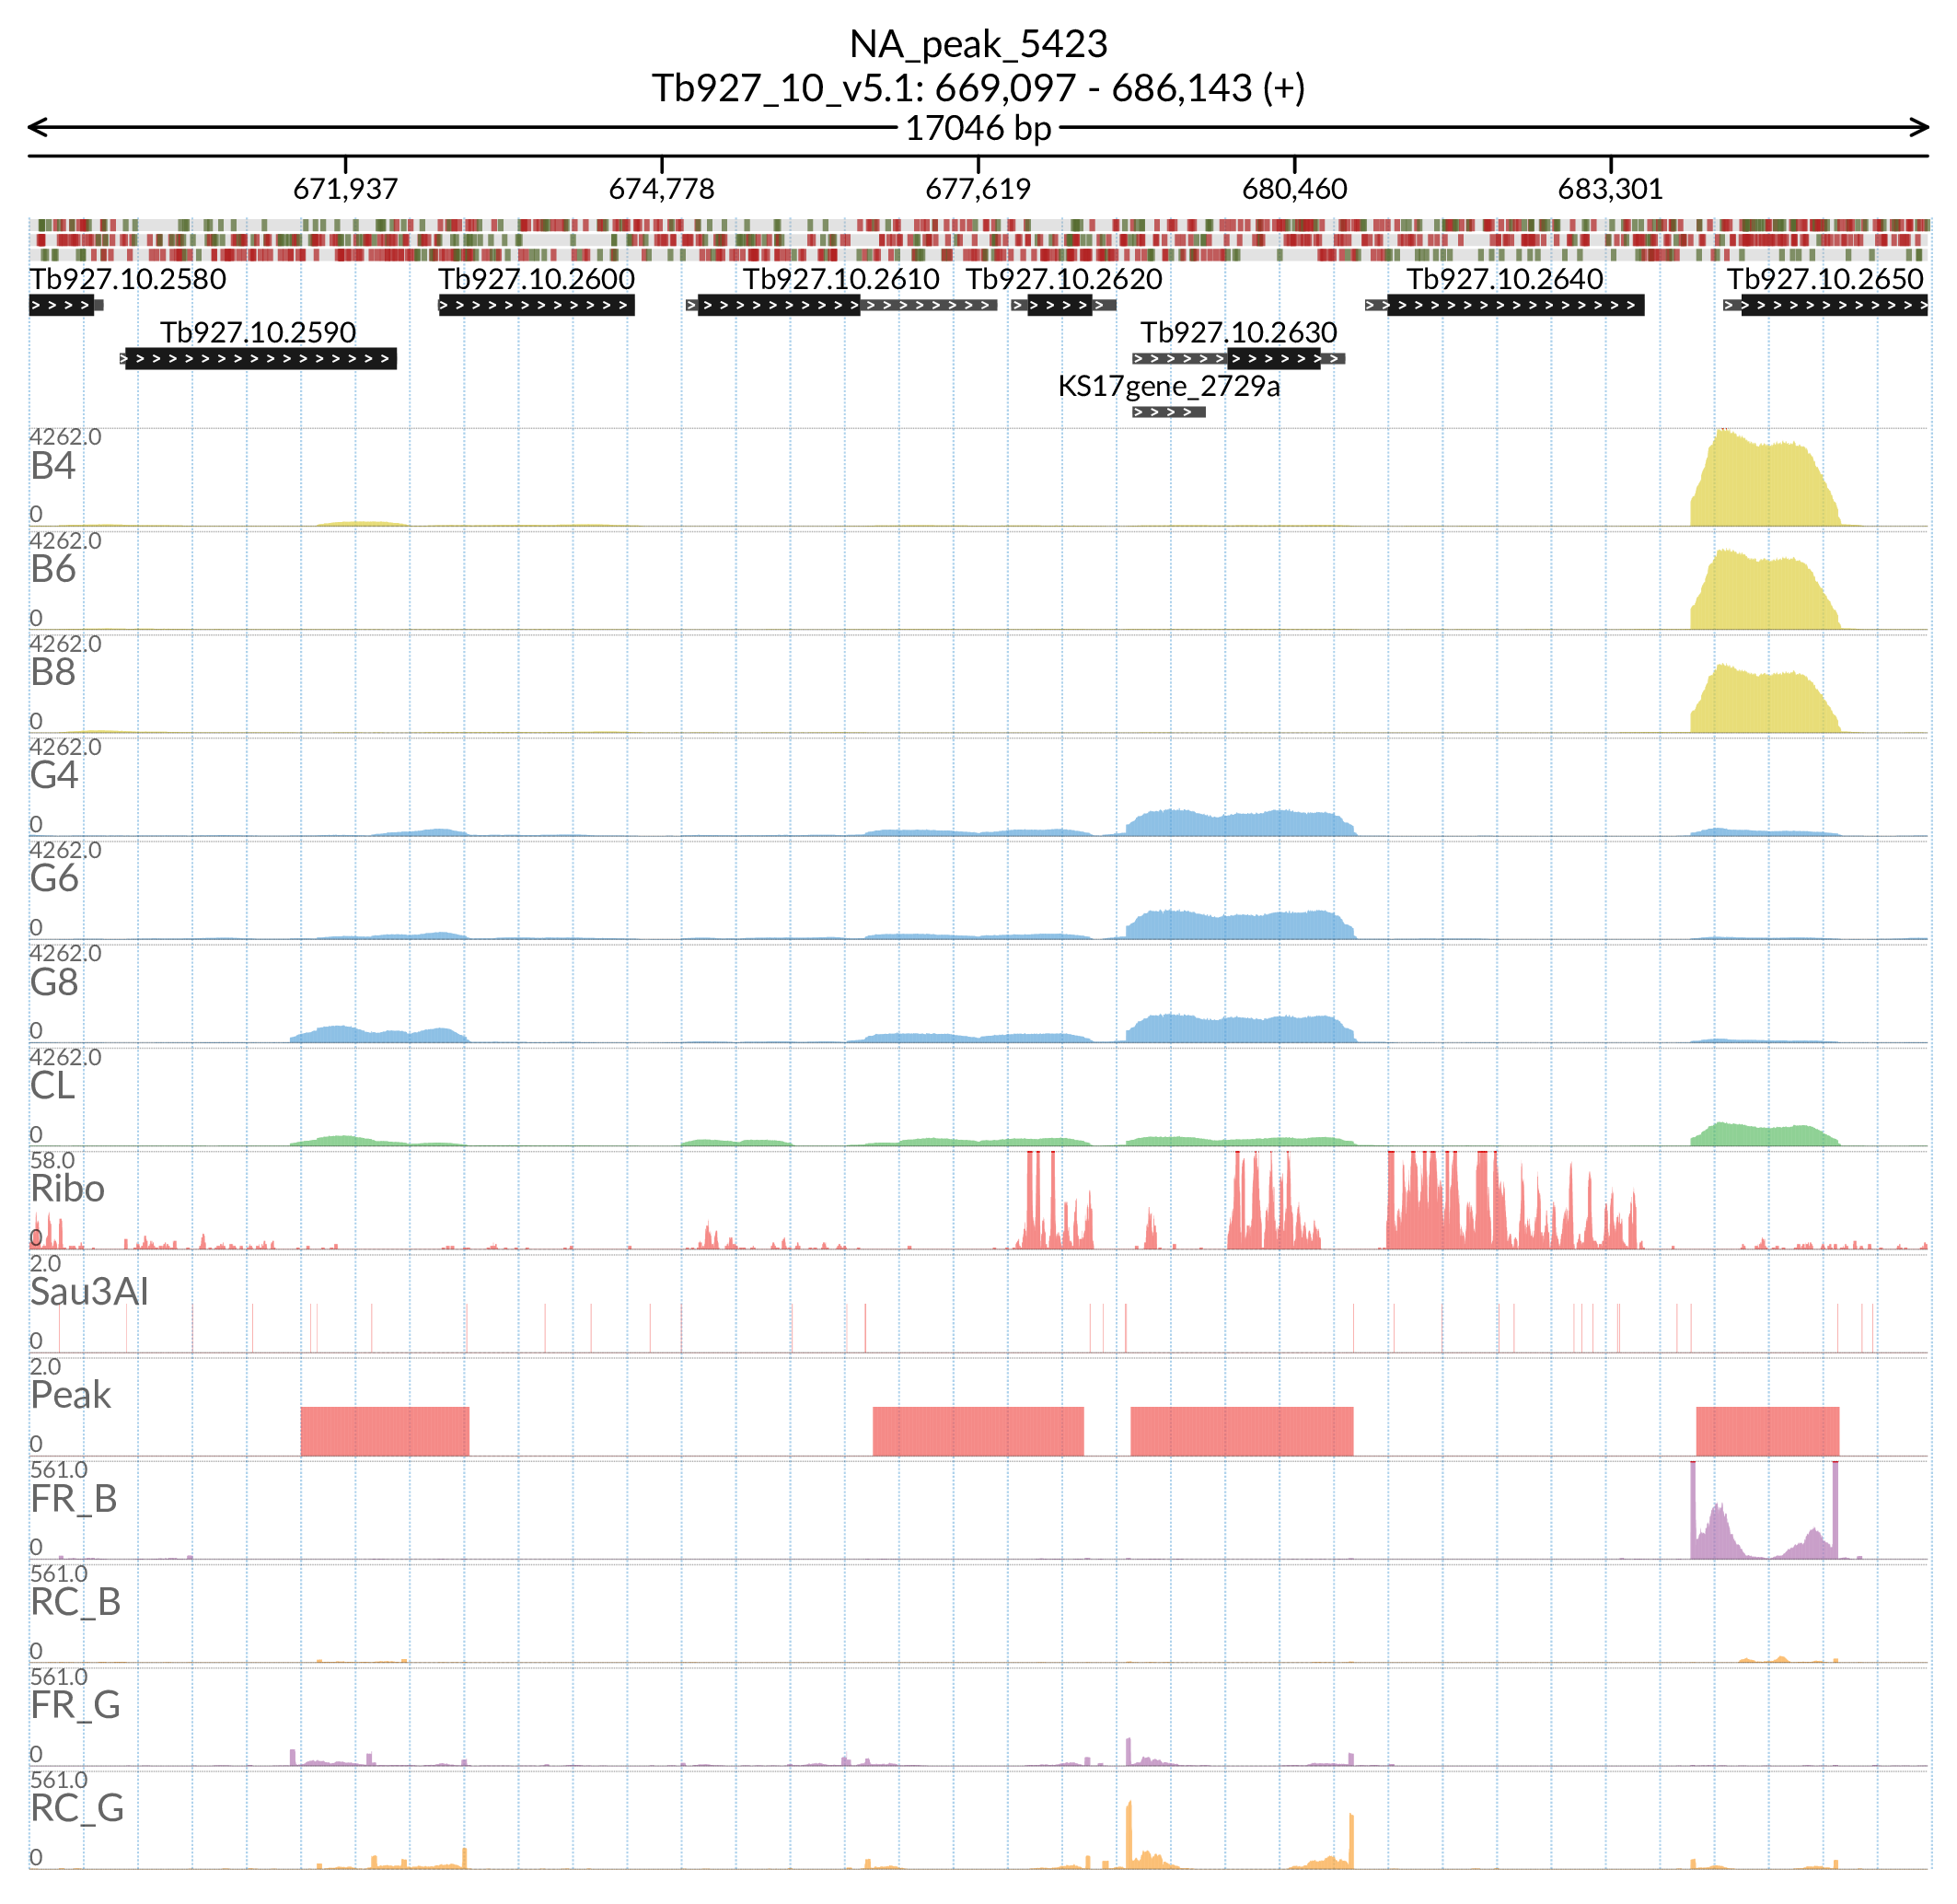 NA_peak_5423
Tb927_10_v5.1: 669,097 - 686,143 (+)
17046 bp
671,937 674,778 677,619 680,460 683,301
Tb927.10.2580 Tb927.10.2600 Tb927.10.2610 Tb927.10.2620 Tb927.10.2640 Tb927.10.2650
Tb927.10.2590 Tb927.10.2630
KS17gene_2729a
4262.0
B4
0
4262.0
B6
0
4262.0
B8
0
4262.0
G4
0
4262.0
G6
0
4262.0
G8
0
4262.0
CL
0
58.0
Ribo
0
2.0
Sau3AI
0
2.0
Peak
0
561.0
FR_B
0
561.0
RC_B
0
561.0
FR_G
0
561.0
RC_G
0